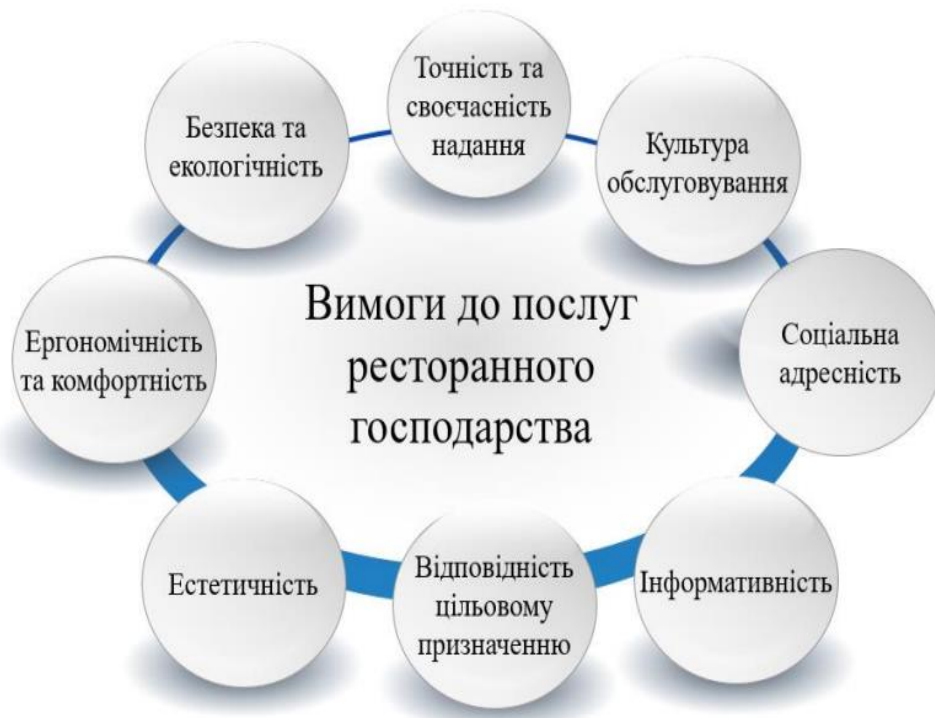 Точність та
своєчасність
надання
Безпека та
екологічність
Культура
обслуговування
Вимоги до послуг
ресторанного
господарства
Ергономічність
та комфортність
Соціальна
адресність
Естетичність
Відповідність
цільовому
призначенню
Інформативність